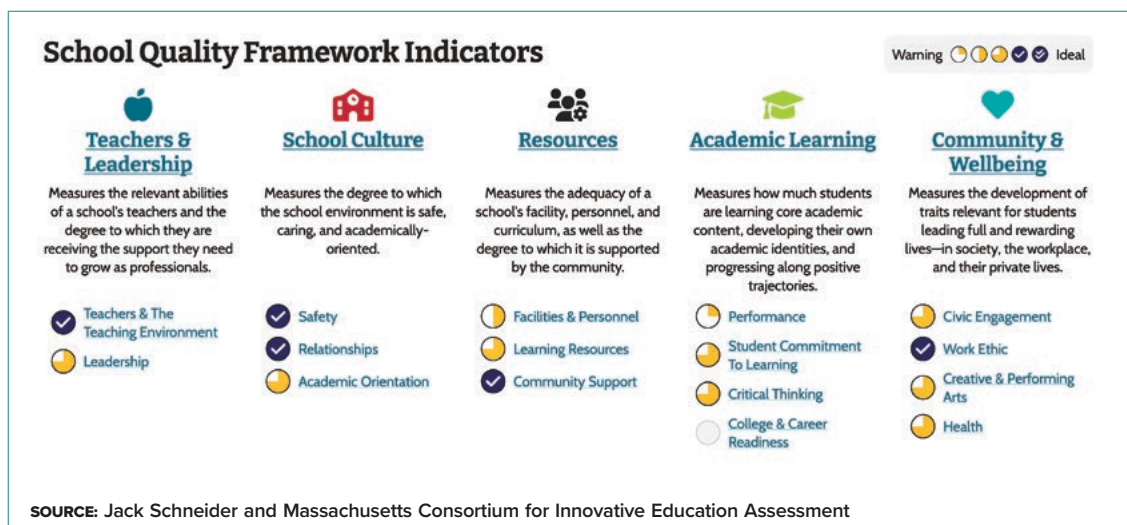 School Quality Framework Indicators
Warning Ideal
Teachers &
Leadership
Measures the relevant abilities
of a school's teachers and the
degree to which they are
receiving the support they need
to grow as professionals.
Teachers & The
Teaching Environment
Leadership
School Culture
Measures the degree to which
the school environment is safe,
caring, and academically-
oriented.
Safety
Relationships
Academic Orientation
Resources
Measures the adequacy of a
school's facility, personnel, and
curriculum, as well as the
degree to which it is supported
by the community.
Facilities & Personnel
Learning Resources
Community Support
Academic Learning
Measures how much students
are learning core academic
content, developing their own
academic identities, and
progressing along positive
trajectories.
Performance
Student Commitment
To Learning
Critical Thinking
College & Career
Readiness
Community &
Wellbeing
Measures the development of
traits relevant for students
leading full and rewarding
lives—in society, the workplace,
and their private lives.
Civic Engagement
Work Ethic
Creative & Performing
Arts
Health
SOURCE: Jack Schneider and Massachusetts Consortium for Innovative Education Assessment